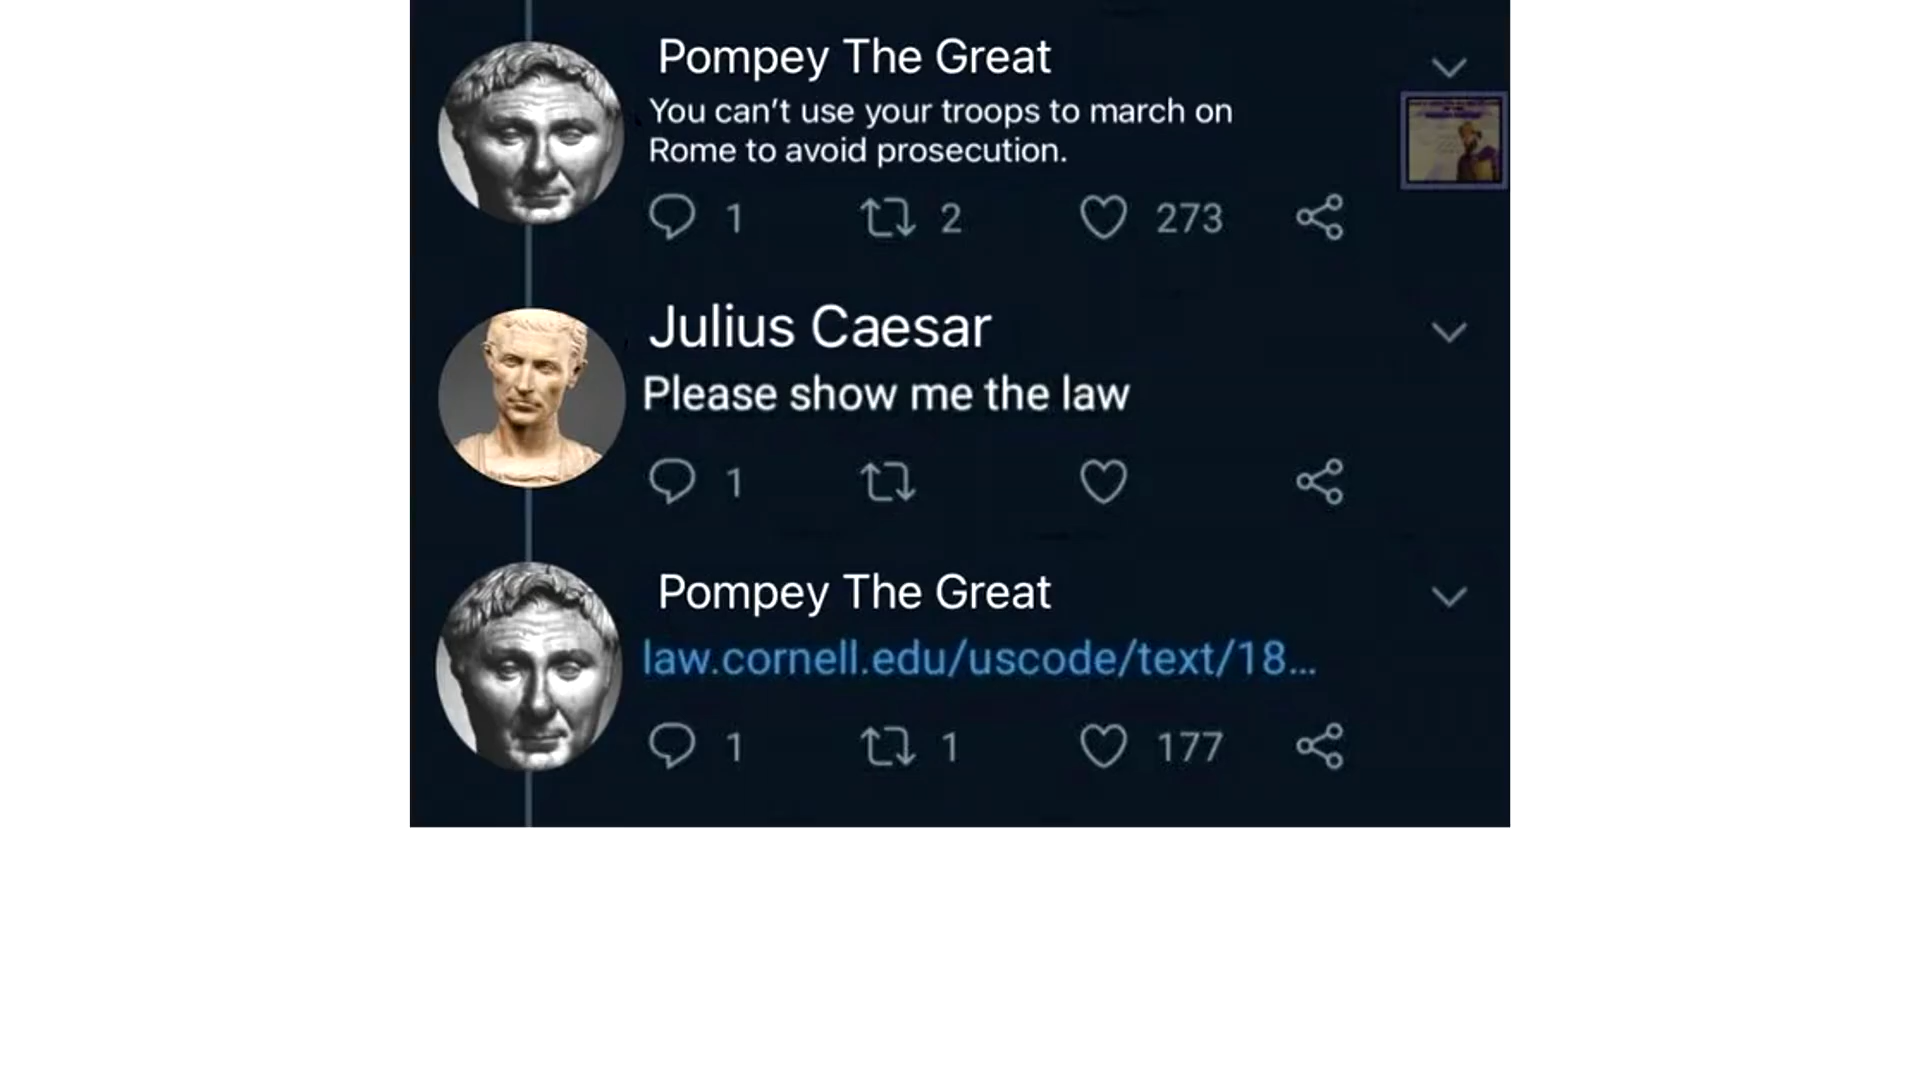 Pompey The Great
You can’t use your troops to march on
Rome to avoid prosecution.
1 2 273
Julius Caesar
Please show me the law
1
Pompey The Great
law.cornell.edu/uscode/text/18...
1 1 177